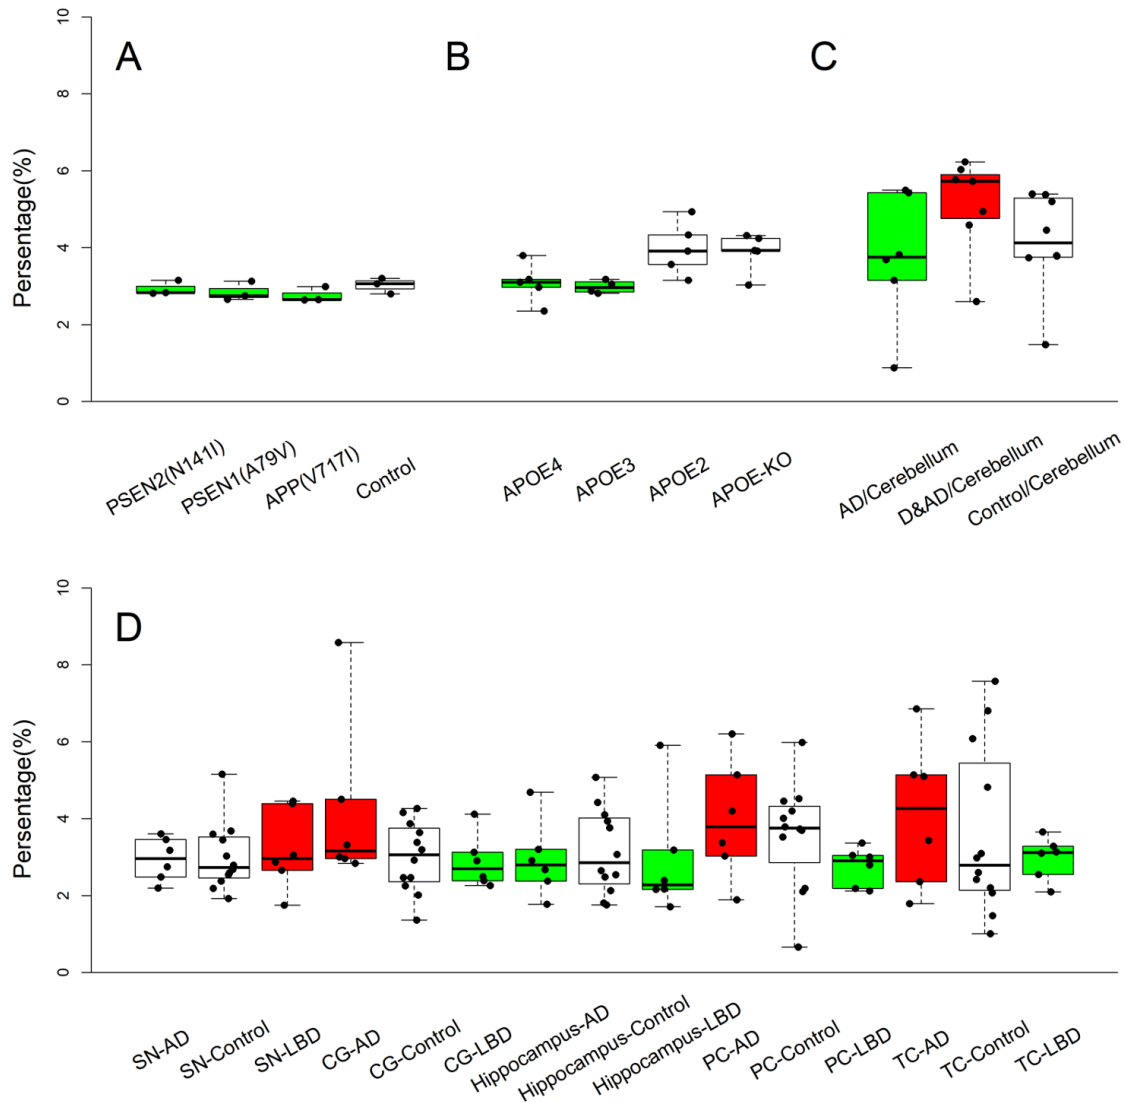 A B C
Persentage(%)
0 2 4 6 8 10
PSEN2(N141I) PSEN1(A79V) APP(V717I) Control APOE4 APOE3 APOE2 APOE-KO AD/Cerebellum D&AD/Cerebellum Control/Cerebellum
D
Persentage(%)
0 2 4 6 8 10
SN-AD SN-Control SN-LBD CG-AD CG-Control CG-LBD Hippocampus-AD Hippocampus-Control Hippocampus-LBD PC-AD PC-Control PC-LBD TC-AD TC-Control TC-LBD